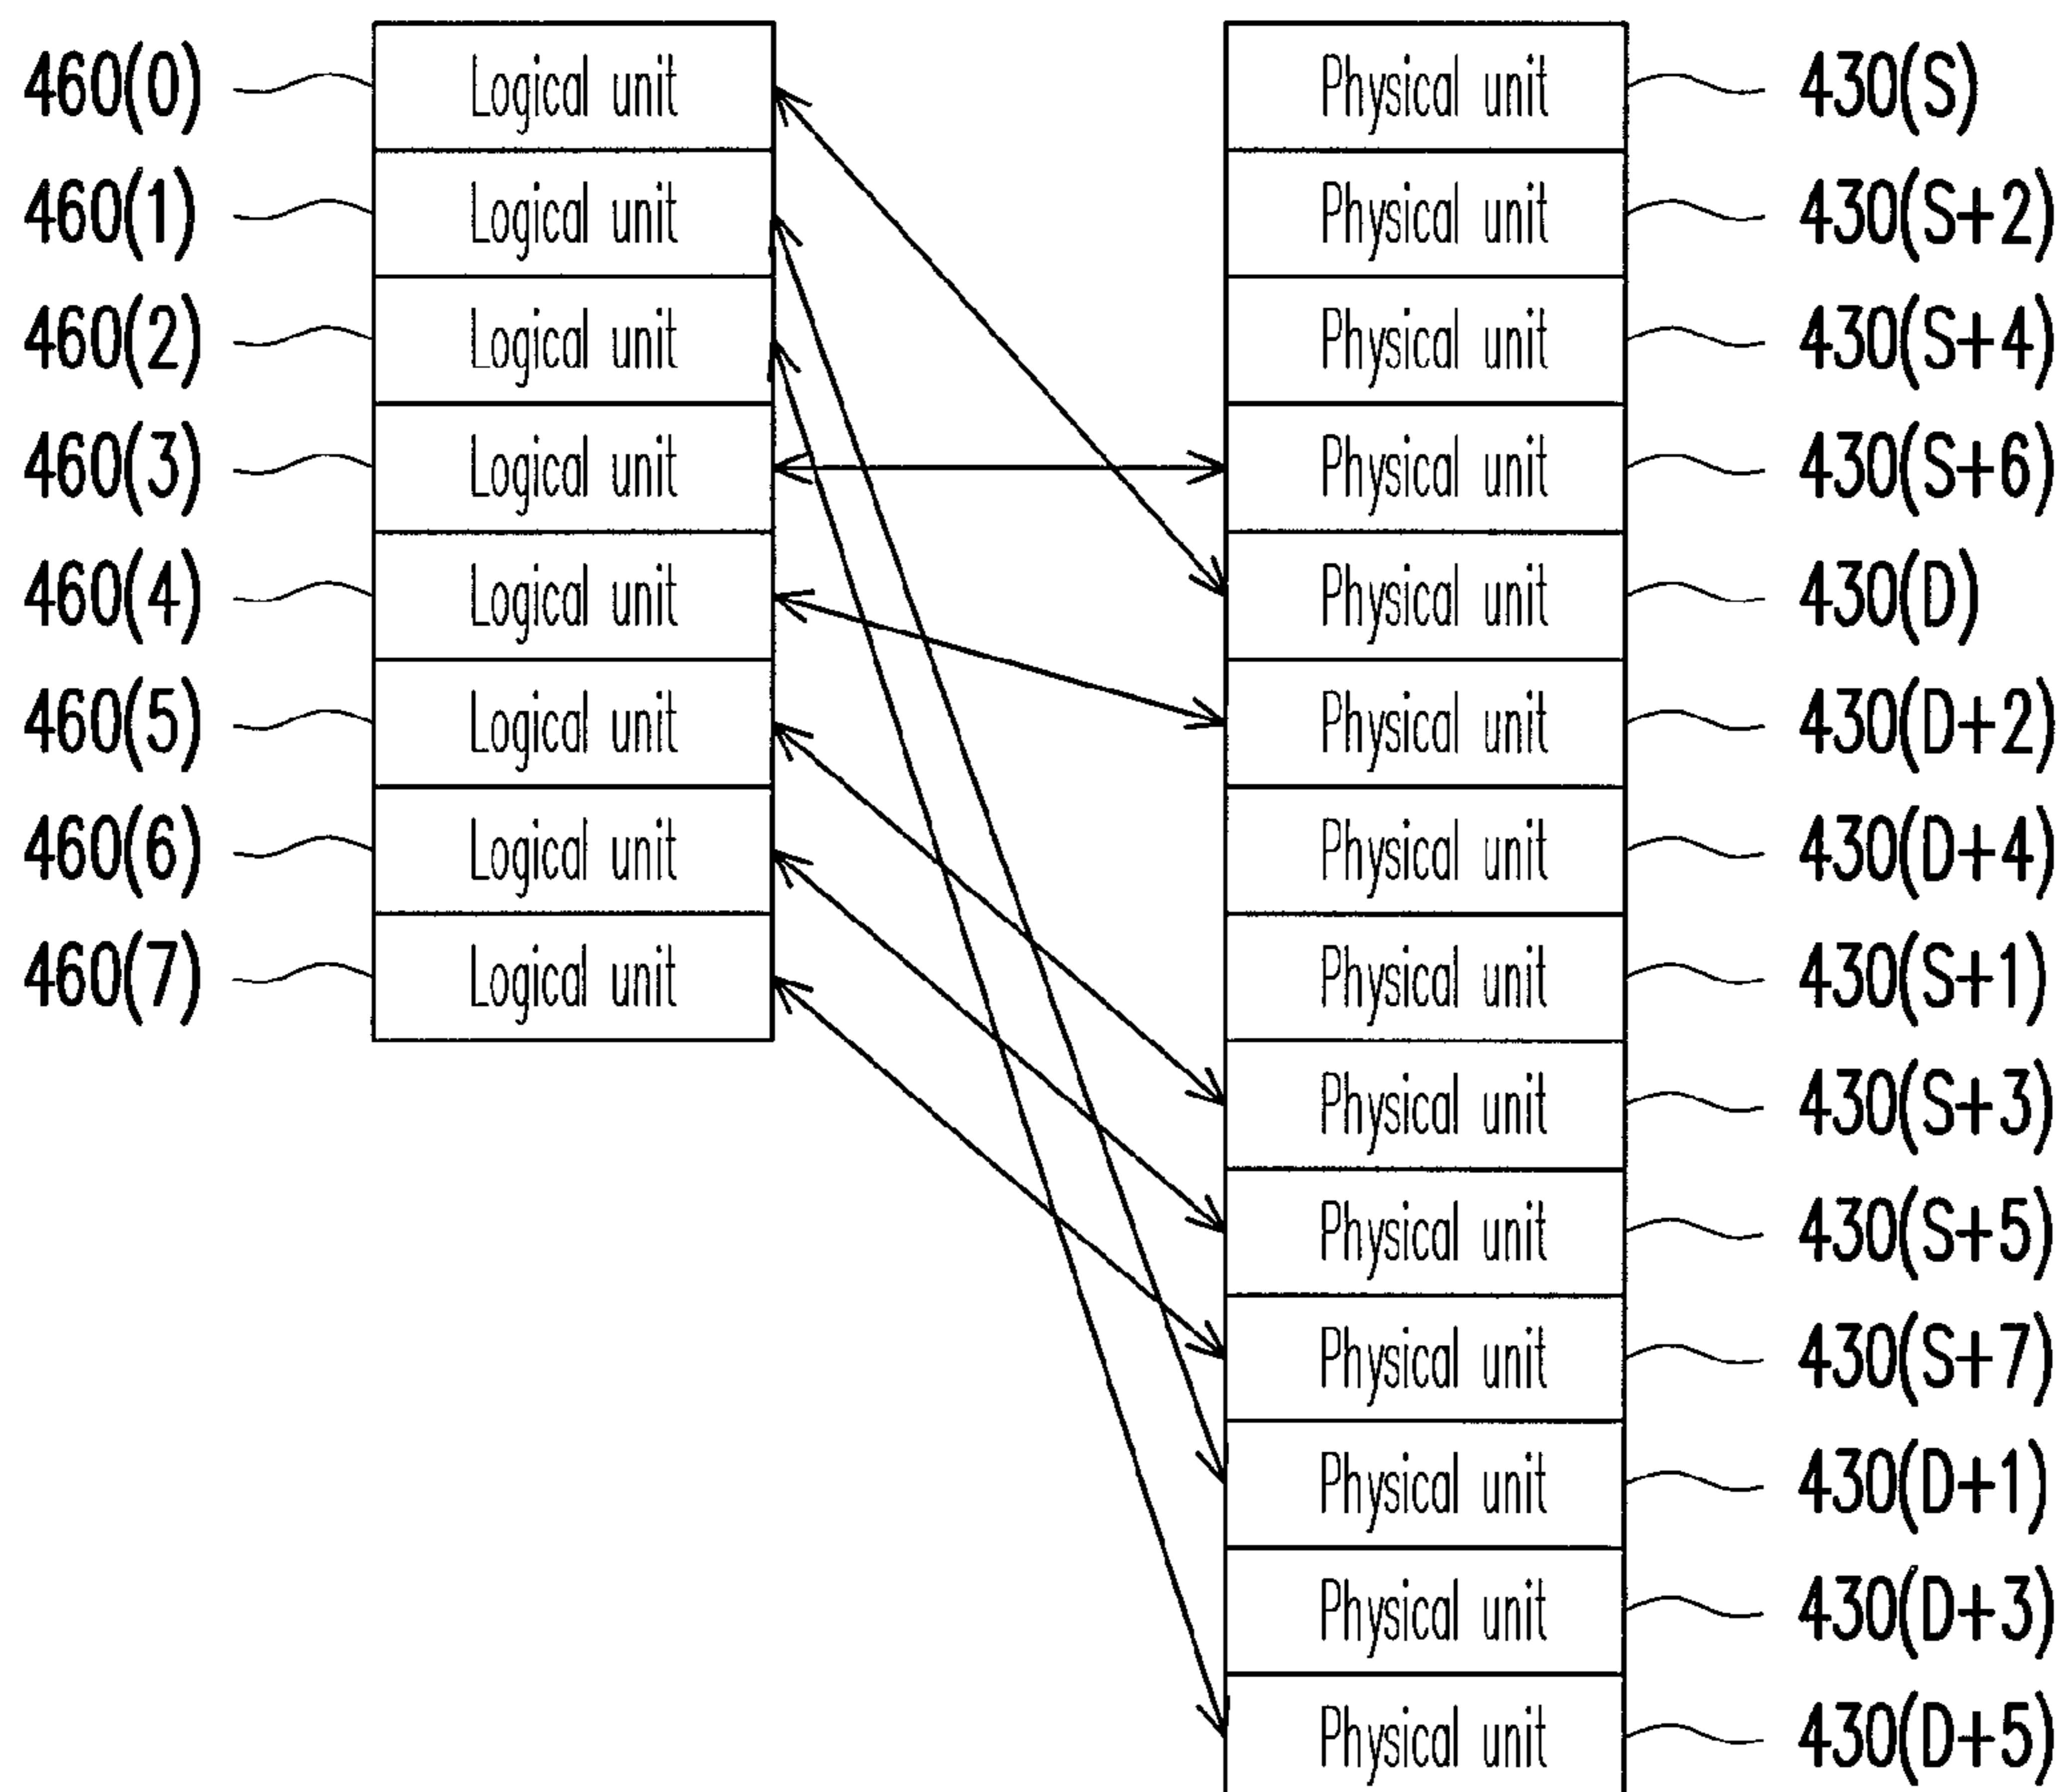 460(0) Logical unit Physical unit 430(S)
460(1) Logical unit Physical unit 430(S+2)
460(2) Logical unit Physical unit 430(S+4)
460(3) Logical unit Physical unit 430(S+6)
460(4) Logical unit Physical unit 430(D)
460(5) Logical unit Physical unit 430(D+2)
460(6) Logical unit Physical unit 430(D+4)
460(7) Logical unit Physical unit 430(S+1)
Physical unit 430(S+3)
Physical unit 430(S+5)
Physical unit 430(S+7)
Physical unit 430(D+1)
Physical unit 430(D+3)
Physical unit 430(D+5)